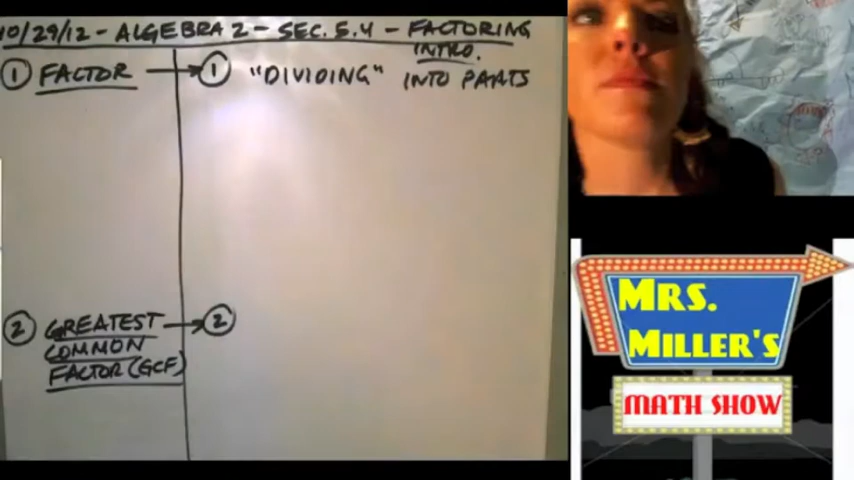 10/29/12 - ALGEBRA 2 - SEC. 5.4 - FACTORING
INTRO.
① FACTOR → ① "DIVIDING" INTO PARTS
② GREATEST → ②
COMMON
FACTOR (GCF)
MRS.
MILLER'S
MATH SHOW